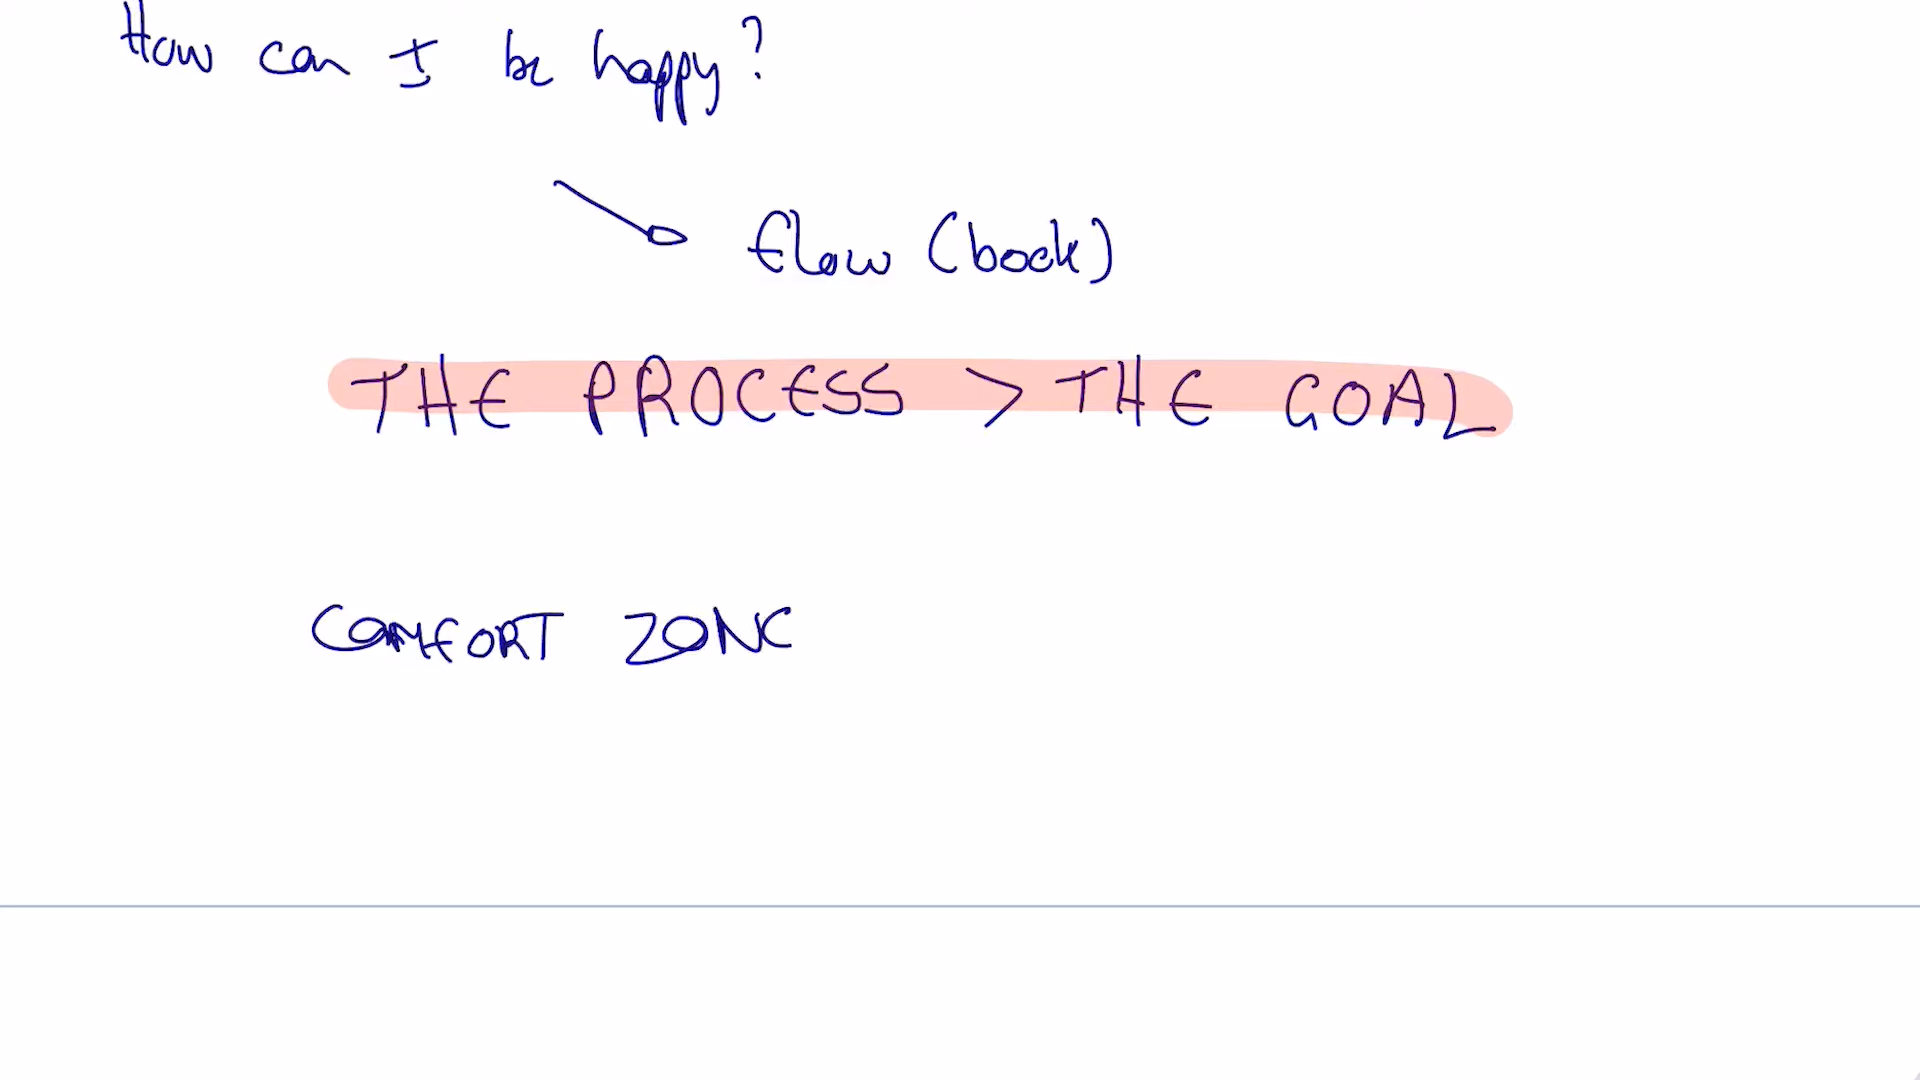 How can I be happy?
flow (book)
THE PROCESS > THE GOAL
COMFORT ZONE